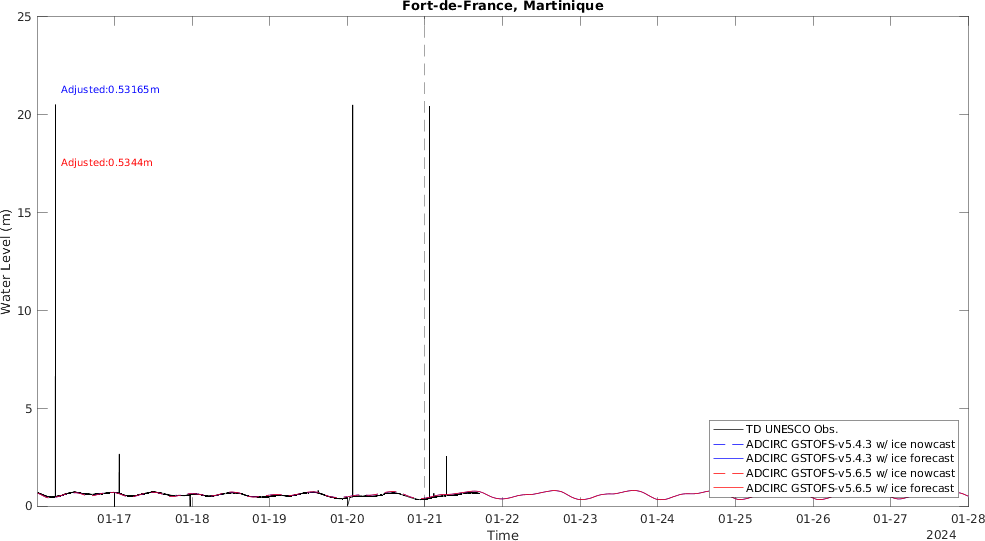 Fort-de-France, Martinique
25
20
15
10
5
0
Water Level (m)
Adjusted:0.53165m
Adjusted:0.5344m
TD UNESCO Obs.
ADCIRC GSTOFS-v5.4.3 w/ ice nowcast
ADCIRC GSTOFS-v5.4.3 w/ ice forecast
ADCIRC GSTOFS-v5.6.5 w/ ice nowcast
ADCIRC GSTOFS-v5.6.5 w/ ice forecast
01-17 01-18 01-19 01-20 01-21 01-22 01-23 01-24 01-25 01-26 01-27 01-28
Time
2024